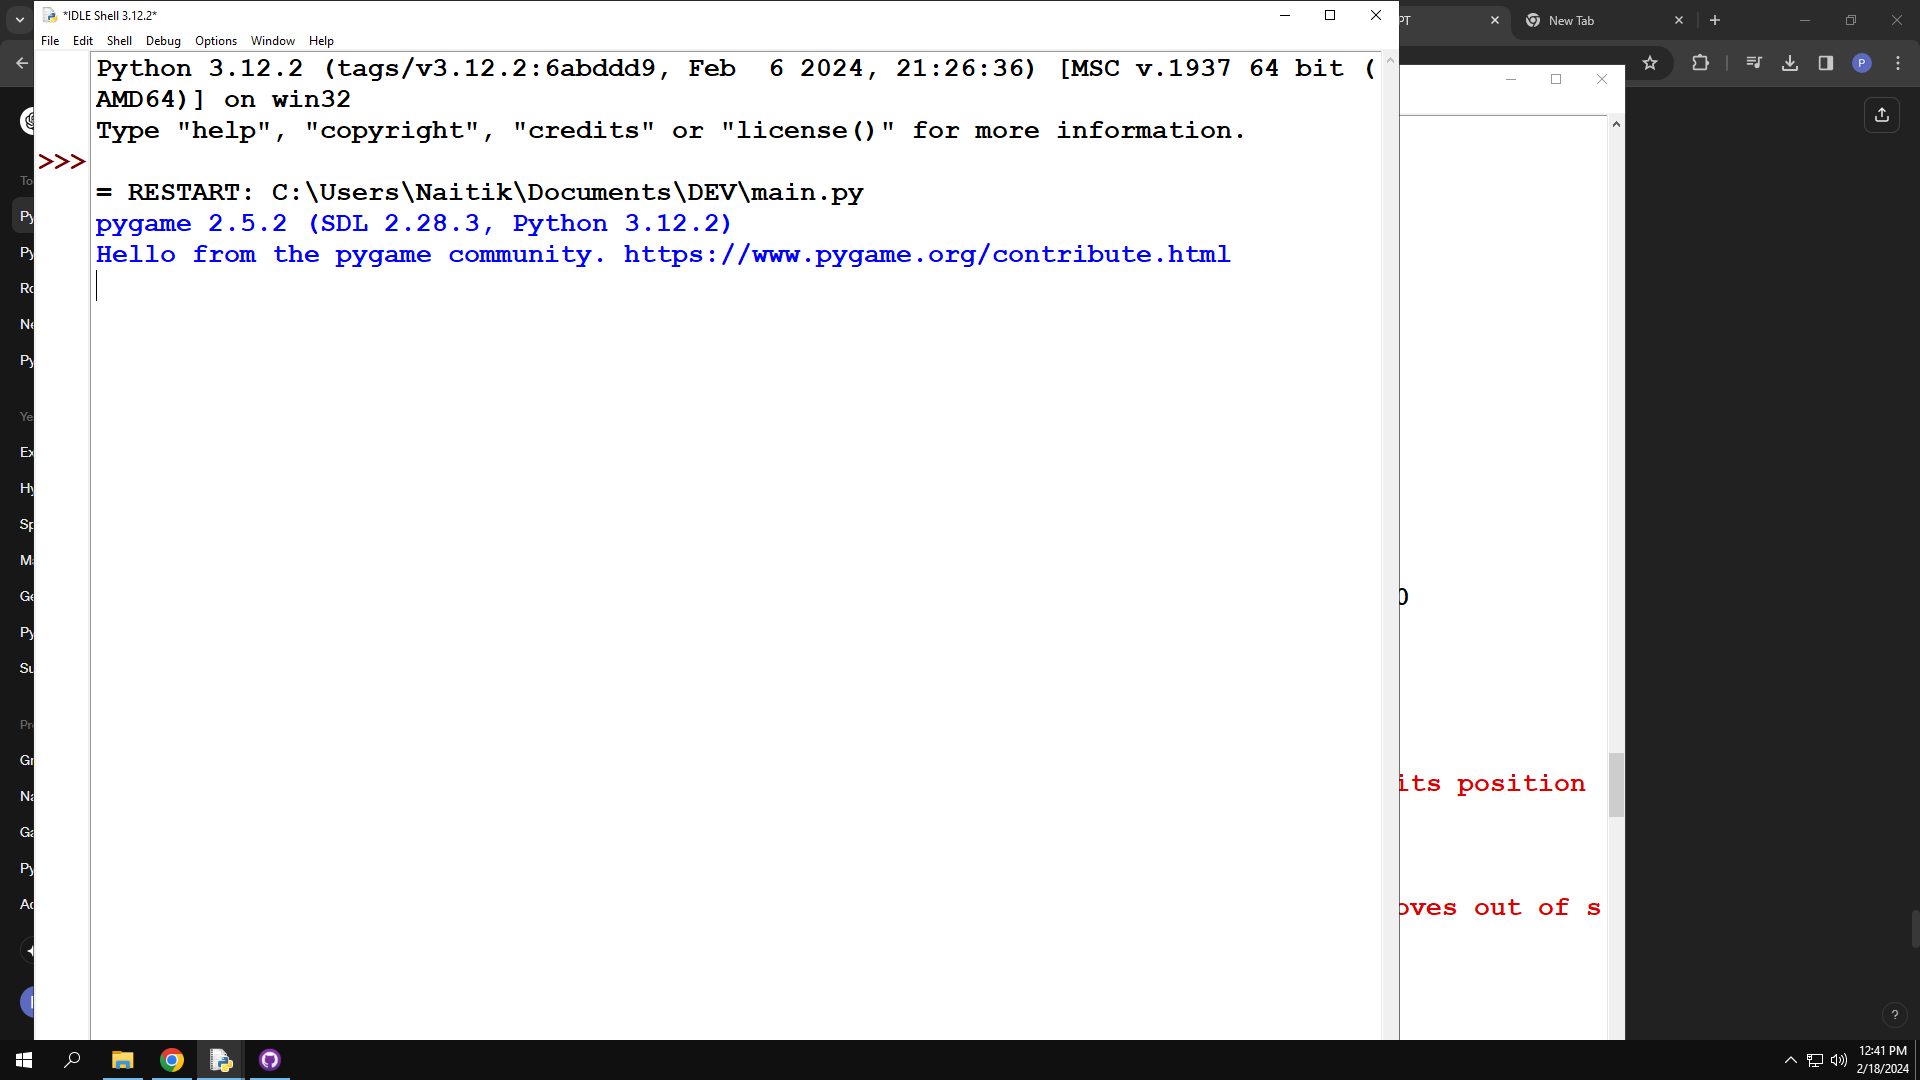 *IDLE Shell 3.12.2*
File Edit Shell Debug Options Window Help
Python 3.12.2 (tags/v3.12.2:6abddd9, Feb  6 2024, 21:26:36) [MSC v.1937 64 bit (
AMD64)] on win32
Type "help", "copyright", "credits" or "license()" for more information.
>>>
= RESTART: C:\Users\Naitik\Documents\DEV\main.py
pygame 2.5.2 (SDL 2.28.3, Python 3.12.2)
Hello from the pygame community. https://www.pygame.org/contribute.html
PT
New Tab
P
To
Py
Py
Ro
Ne
Py
Ye
Ex
Hy
Sp
Ma
Ge
Py
Su
Pr
Gr
Na
Ga
Py
Ad
0
its position
oves out of s
?
12:41 PM
2/18/2024